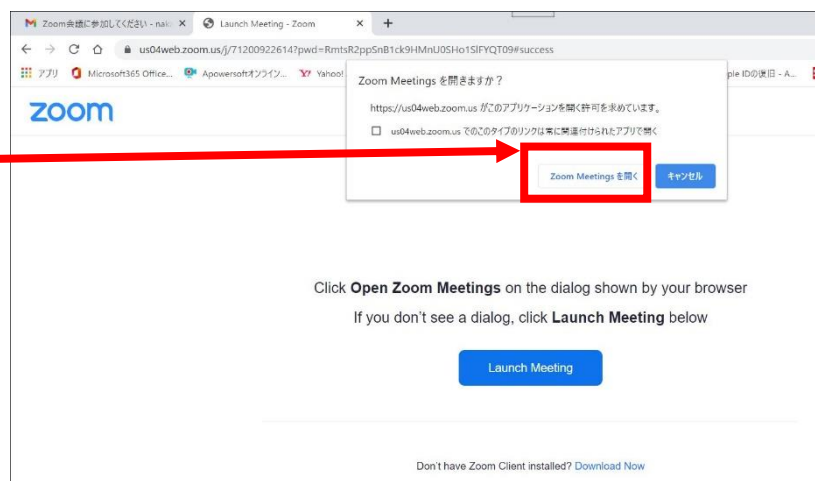 Zoom会議に参加してください - nak
Launch Meeting - Zoom
us04web.zoom.us/j/71200922614?pwd=RmtsR2ppSnB1ck9HMnU0SHo1SlFYQT09#success
アプリ Microsoft365 Office... Apowersoftオンライン... Yahoo! ple IDの復旧 - A...
zoom
Zoom Meetings を開きますか？
https://us04web.zoom.us がこのアプリケーションを開く許可を求めています。
us04web.zoom.us でのこのタイプのリンクは常に関連付けられたアプリで開く
Zoom Meetings を開く キャンセル
Click Open Zoom Meetings on the dialog shown by your browser
If you don't see a dialog, click Launch Meeting below
Launch Meeting
Don't have Zoom Client installed? Download Now